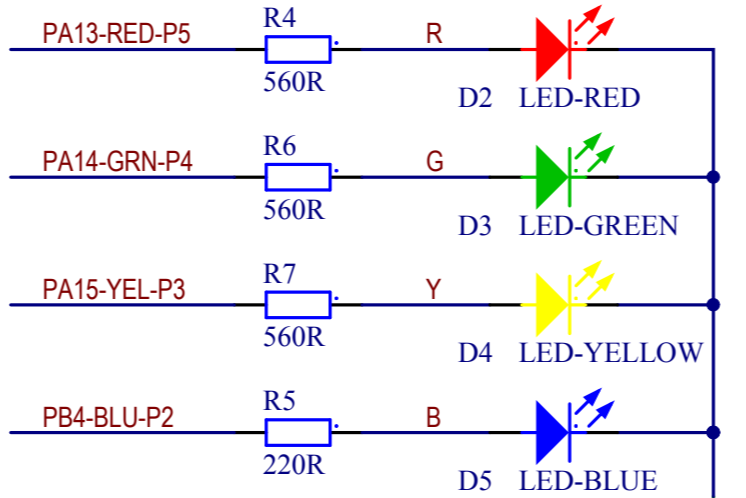 R4
PA13-RED-P5 R
560R
D2 LED-RED
R6
PA14-GRN-P4 G
560R
D3 LED-GREEN
R7
PA15-YEL-P3 Y
560R
D4 LED-YELLOW
R5
PB4-BLU-P2 B
220R
D5 LED-BLUE